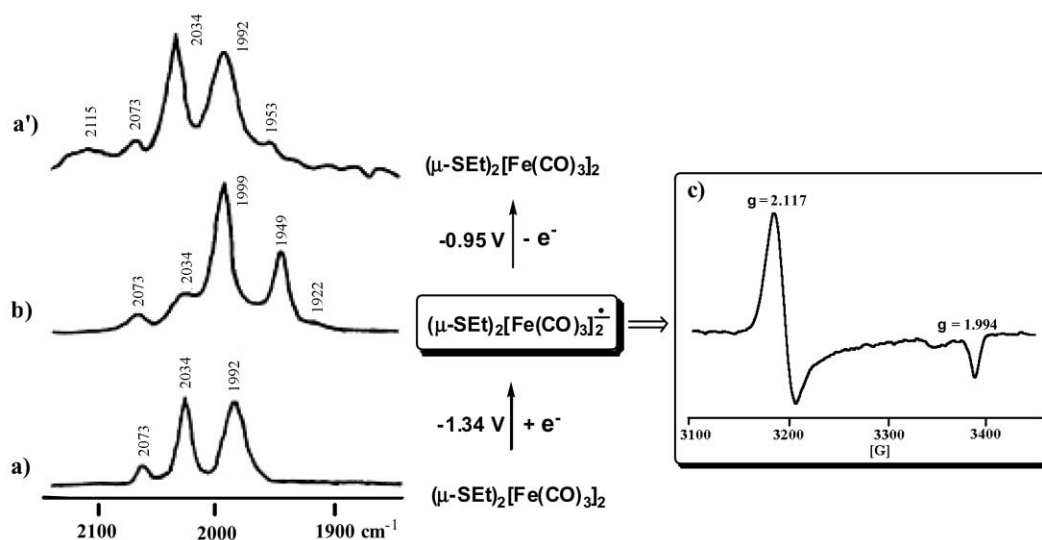 a')
2115
2073
2034
1992
1953
b)
2073
2034
1999
1949
1922
a)
2073
2034
1992
2100 2000 1900 cm⁻¹
(μ-SEt)₂[Fe(CO)₃]₂
-0.95 V - e⁻
(μ-SEt)₂[Fe(CO)₃]₂•⁻
-1.34 V + e⁻
(μ-SEt)₂[Fe(CO)₃]₂
⇒
c)
g = 2.117
g = 1.994
3100 3200 3300 3400
[G]